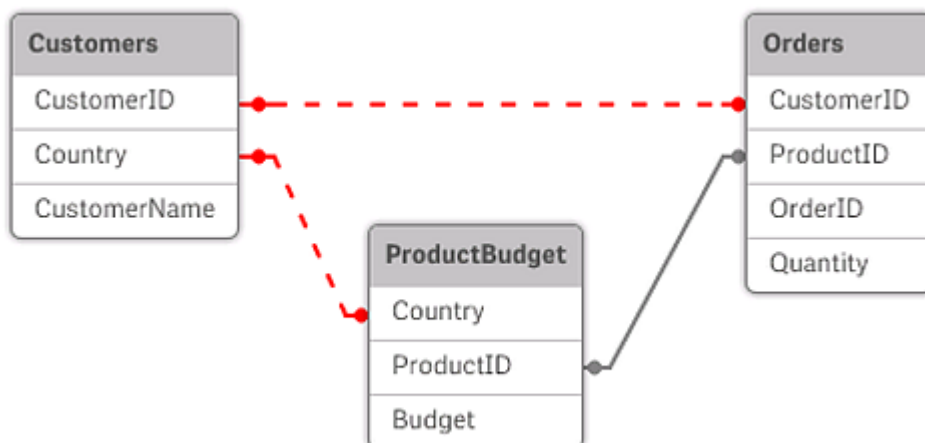 Customers
CustomerID
Country
CustomerName
Orders
CustomerID
ProductID
OrderID
Quantity
ProductBudget
Country
ProductID
Budget